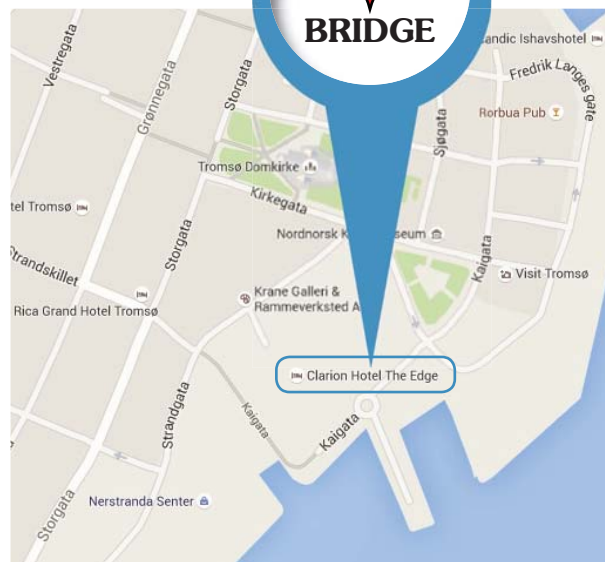 BRIDGE
andic Ishavshotel
Fredrik Langes gate
Vestregata
Grønnegata
Storgata
Rorbua Pub
Sjøgata
Tromsø Domkirke
Kirkegata
tel Tromsø
Storgata
Nordnorsk K
seum
Kaigata
Strandskillet
Visit Tromsø
Krane Galleri &
Rammeverksted A
Rica Grand Hotel Tromsø
Clarion Hotel The Edge
Strandgata
Kaigata
Kaigata
Nerstranda Senter
Storgata